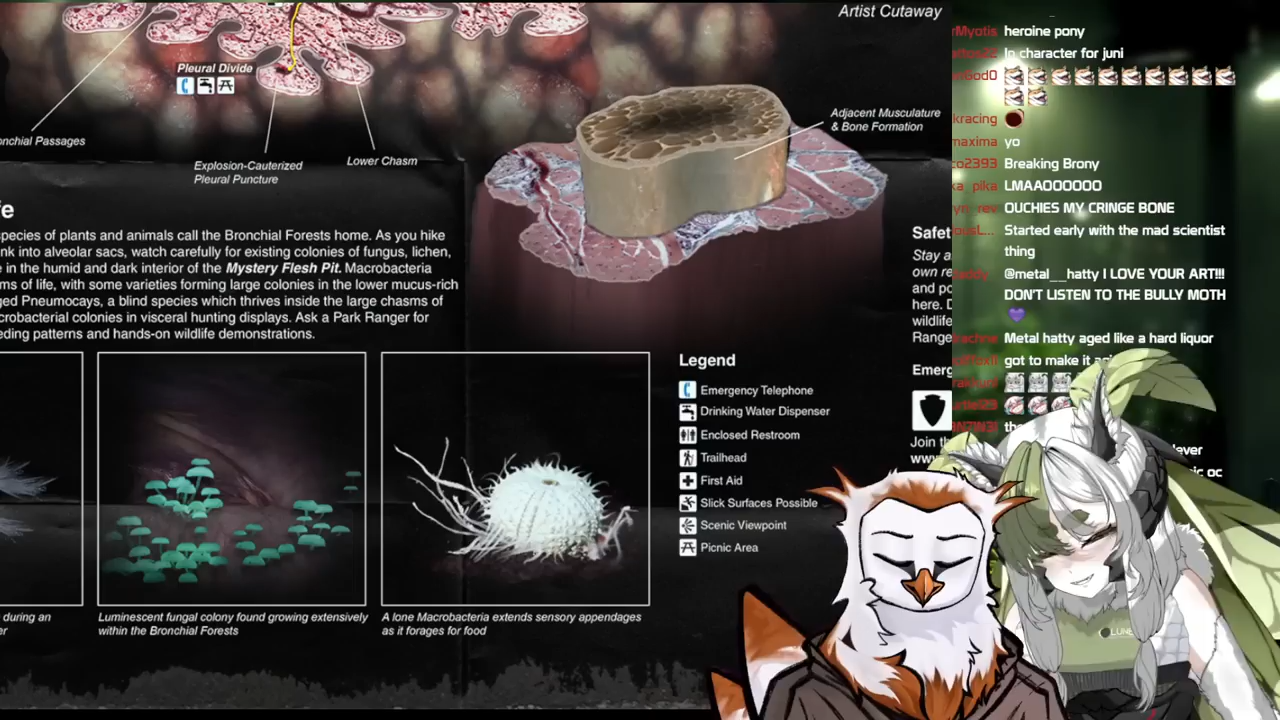 Artist Cutaway
Pleural Divide
Passages
Explosion-Cauterized
Pleural Puncture
Lower Chasm
Adjacent Musculature
& Bone Formation
species of plants and animals call the Bronchial Forests home. As you hike
into alveolar sacs, watch carefully for existing colonies of fungus, lichen,
in the humid and dark interior of the Mystery Flesh Pit. Macrobacteria
of life, with some varieties forming large colonies in the lower mucus-rich
Pneumocays, a blind species which thrives inside the large chasms of
colonies in visceral hunting displays. Ask a Park Ranger for
patterns and hands-on wildlife demonstrations.
during an
Luminescent fungal colony found growing extensively
within the Bronchial Forests
A lone Macrobacteria extends sensory appendages
as it forages for food
Legend
Emergency Telephone
Drinking Water Dispenser
Enclosed Restroom
Trailhead
First Aid
Slick Surfaces Possible
Scenic Viewpoint
Picnic Area
Safet
Stay a
own re
and po
here. D
wildlife
Range
Emerg
Join th
www
heroine pony
In character for juni
yo
Breaking Brony
LMAAOOOOOO
OUCHIES MY CRINGE BONE
Started early with the mad scientist
thing
@metal__hatty I LOVE YOUR ART!!!
DON'T LISTEN TO THE BULLY MOTH
Metal hatty aged like a hard liquor
got to make it
oc
LUNE